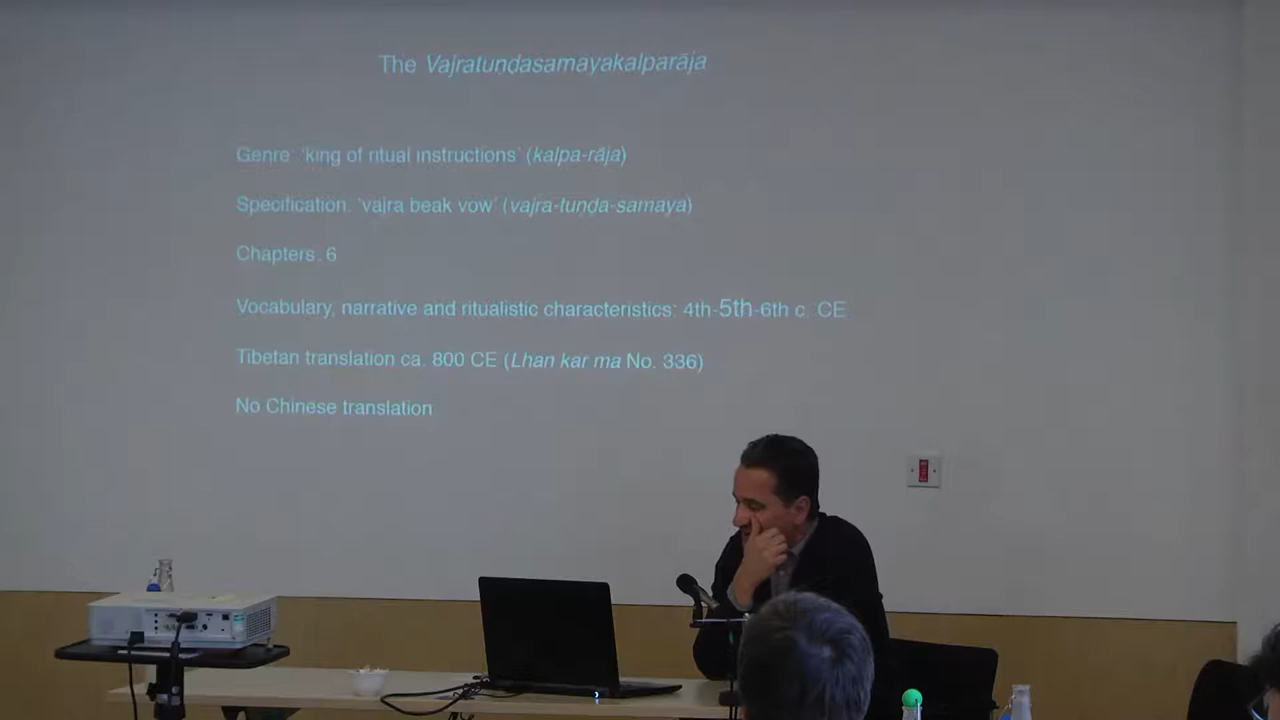 The Vajratuṇḍasamayakalparāja
Genre: 'king of ritual instructions' (kalpa-rāja)
Specification: 'vajra beak vow' (vajra-tuṇḍa-samaya)
Chapters: 6
Vocabulary, narrative and ritualistic characteristics: 4th-5th-6th c. CE
Tibetan translation ca. 800 CE (Lhan kar ma No. 336)
No Chinese translation